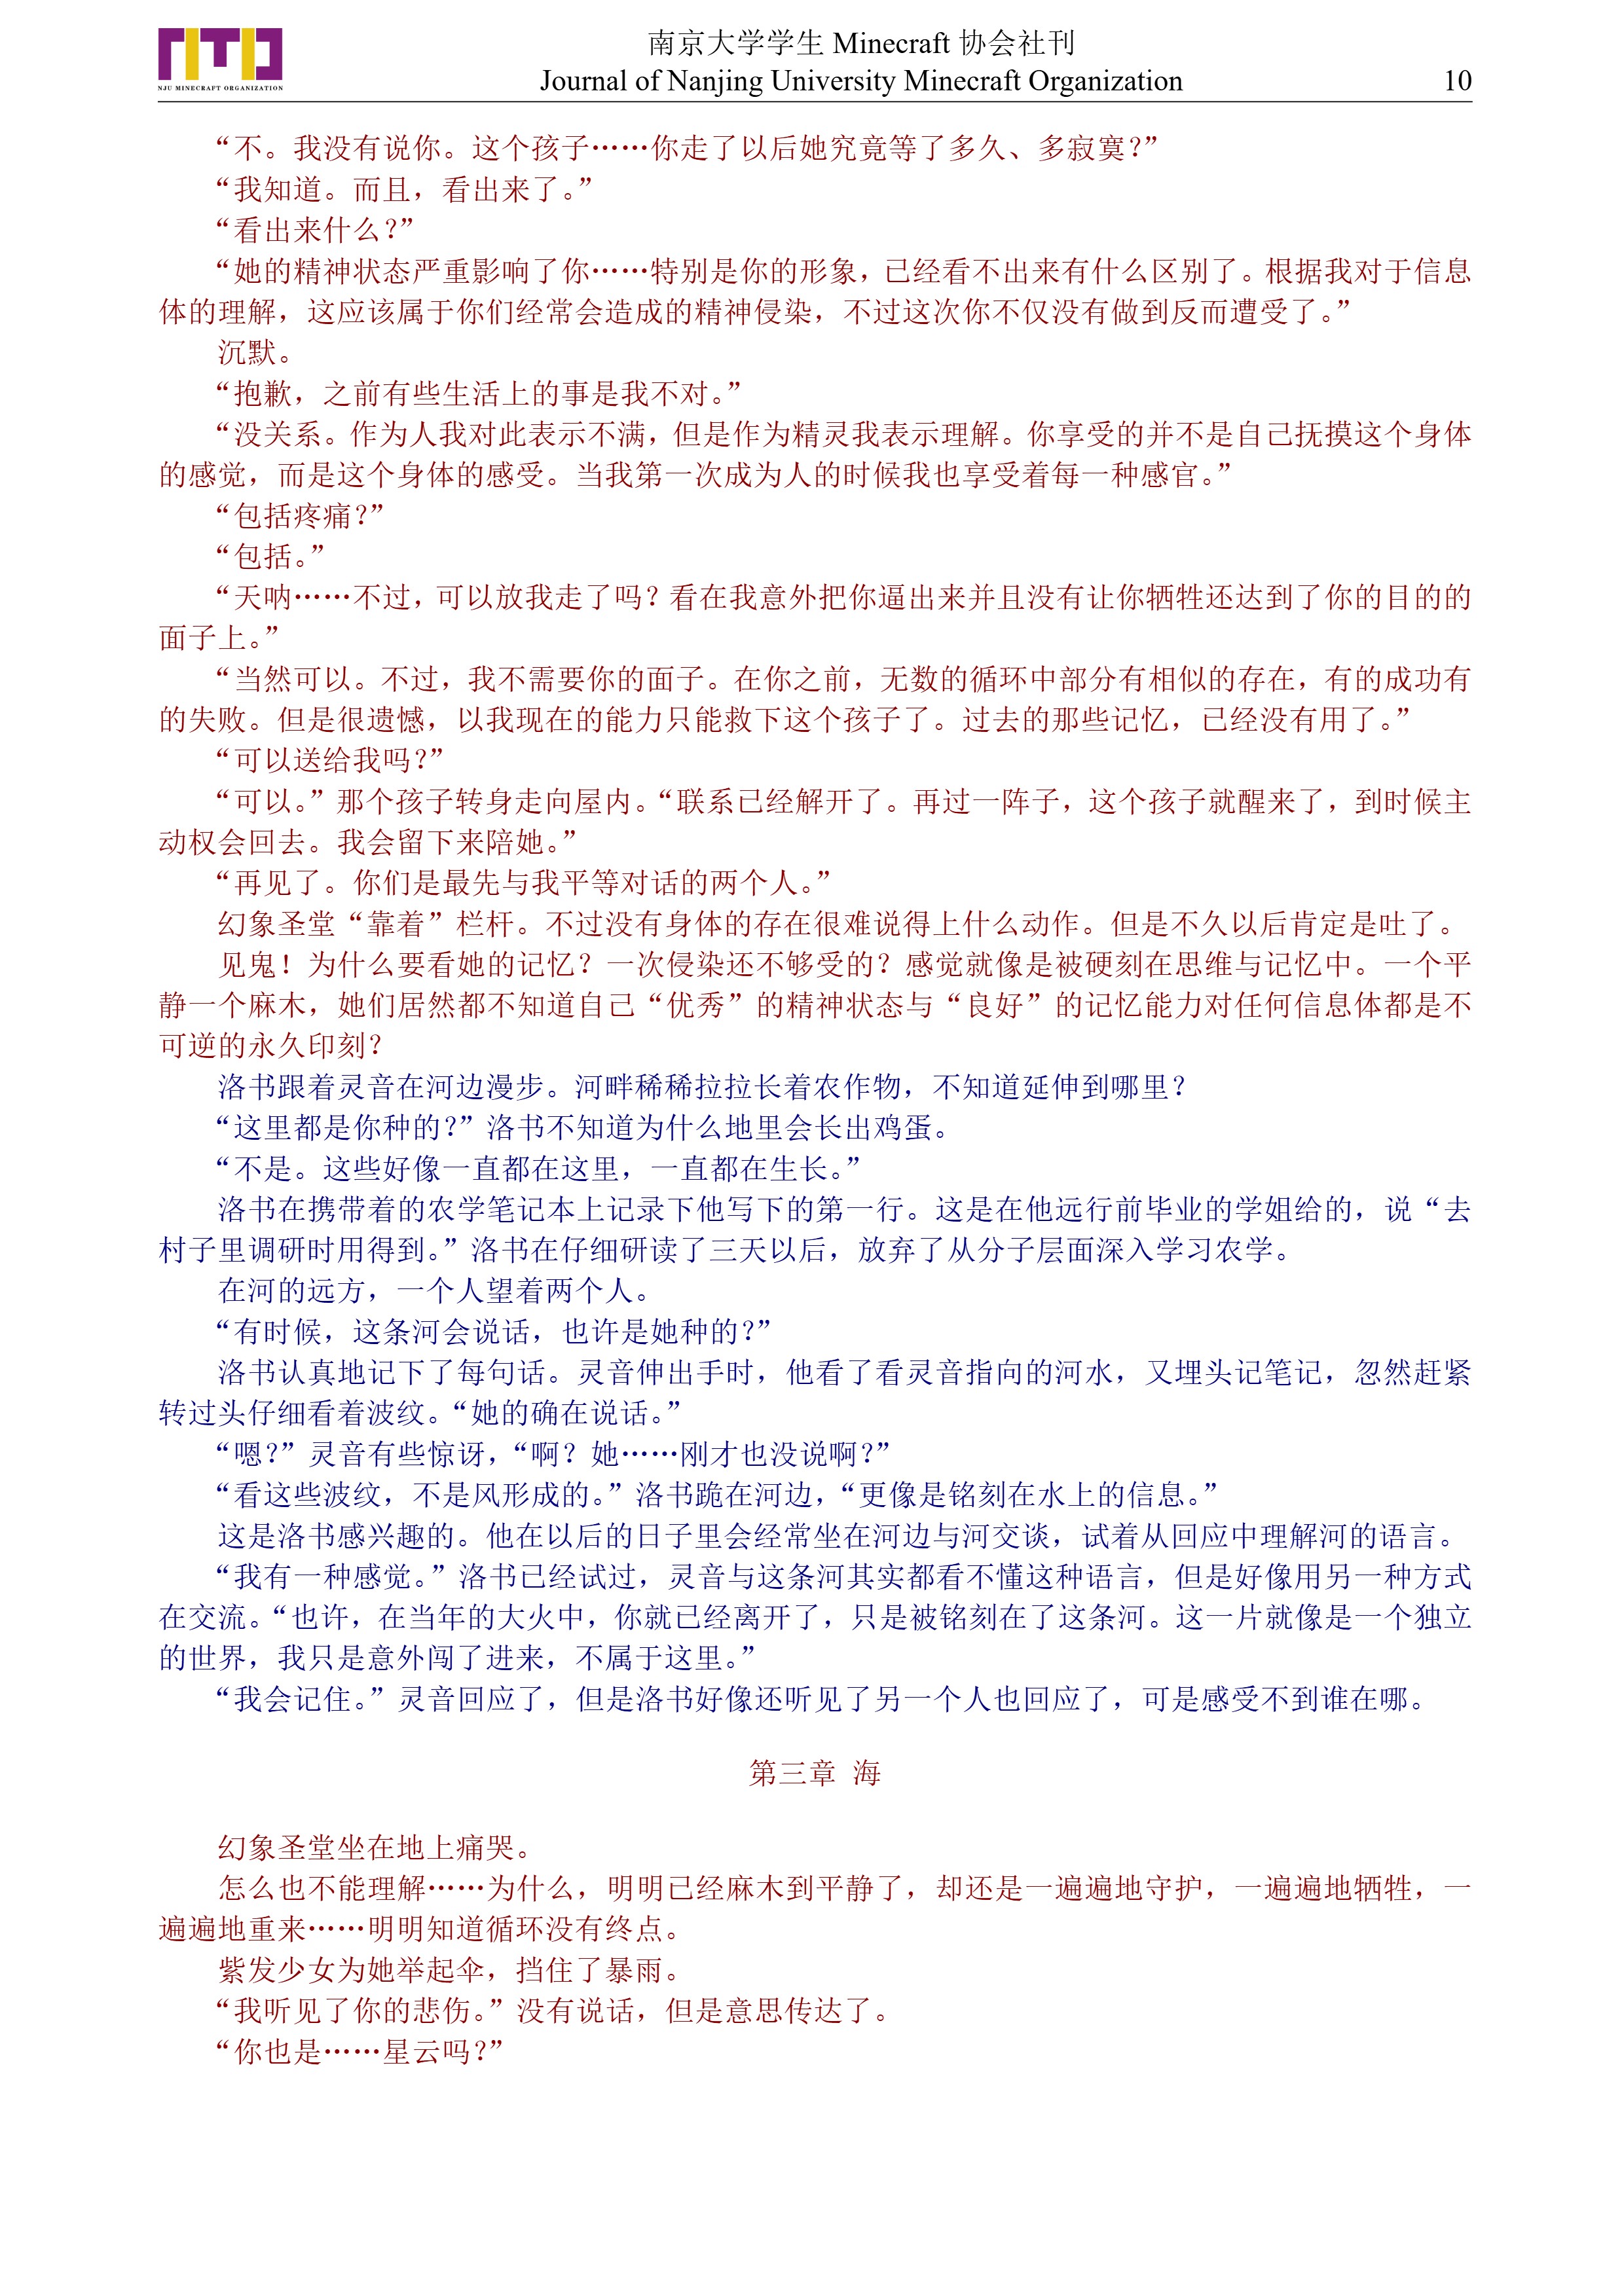 南京大学学生 Minecraft 协会社刊
NJU MINECRAFT ORGANIZATION
Journal of Nanjing University Minecraft Organization
10
“不。我没有说你。这个孩子……你走了以后她究竟等了多久、多寂寞？”
“我知道。而且，看出来了。”
“看出来什么？”
“她的精神状态严重影响了你……特别是你的形象，已经看不出来有什么区别了。根据我对于信息
体的理解，这应该属于你们经常会造成的精神侵染，不过这次你不仅没有做到反而遭受了。”
沉默。
“抱歉，之前有些生活上的事是我不对。”
“没关系。作为人我对此表示不满，但是作为精灵我表示理解。你享受的并不是自己抚摸这个身体
的感觉，而是这个身体的感受。当我第一次成为人的时候我也享受着每一种感官。”
“包括疼痛？”
“包括。”
“天呐……不过，可以放我走了吗？看在我意外把你逼出来并且没有让你牺牲还达到了你的目的的
面子上。”
“当然可以。不过，我不需要你的面子。在你之前，无数的循环中部分有相似的存在，有的成功有
的失败。但是很遗憾，以我现在的能力只能救下这个孩子了。过去的那些记忆，已经没有用了。”
“可以送给我吗？”
“可以。”那个孩子转身走向屋内。“联系已经解开了。再过一阵子，这个孩子就醒来了，到时候主
动权会回去。我会留下来陪她。”
“再见了。你们是最先与我平等对话的两个人。”
幻象圣堂“靠着”栏杆。不过没有身体的存在很难说得上什么动作。但是不久以后肯定是吐了。
见鬼！为什么要看她的记忆？一次侵染还不够受的？感觉就像是被硬刻在思维与记忆中。一个平
静一个麻木，她们居然都不知道自己“优秀”的精神状态与“良好”的记忆能力对任何信息体都是不
可逆的永久印刻？
洛书跟着灵音在河边漫步。河畔稀稀拉拉长着农作物，不知道延伸到哪里？
“这里都是你种的？”洛书不知道为什么地里会长出鸡蛋。
“不是。这些好像一直都在这里，一直都在生长。”
洛书在携带着的农学笔记本上记录下他写下的第一行。这是在他远行前毕业的学姐给的，说“去
村子里调研时用得到。”洛书在仔细研读了三天以后，放弃了从分子层面深入学习农学。
在河的远方，一个人望着两个人。
“有时候，这条河会说话，也许是她种的？”
洛书认真地记下了每句话。灵音伸出手时，他看了看灵音指向的河水，又埋头记笔记，忽然赶紧
转过头仔细看着波纹。“她的确在说话。”
“嗯？”灵音有些惊讶，“啊？她……刚才也没说啊？”
“看这些波纹，不是风形成的。”洛书跪在河边，“更像是铭刻在水上的信息。”
这是洛书感兴趣的。他在以后的日子里会经常坐在河边与河交谈，试着从回应中理解河的语言。
“我有一种感觉。”洛书已经试过，灵音与这条河其实都看不懂这种语言，但是好像用另一种方式
在交流。“也许，在当年的大火中，你就已经离开了，只是被铭刻在了这条河。这一片就像是一个独立
的世界，我只是意外闯了进来，不属于这里。”
“我会记住。”灵音回应了，但是洛书好像还听见了另一个人也回应了，可是感受不到谁在哪。
第三章 海
幻象圣堂坐在地上痛哭。
怎么也不能理解……为什么，明明已经麻木到平静了，却还是一遍遍地守护，一遍遍地牺牲，一
遍遍地重来……明明知道循环没有终点。
紫发少女为她举起伞，挡住了暴雨。
“我听见了你的悲伤。”没有说话，但是意思传达了。
“你也是……星云吗？”